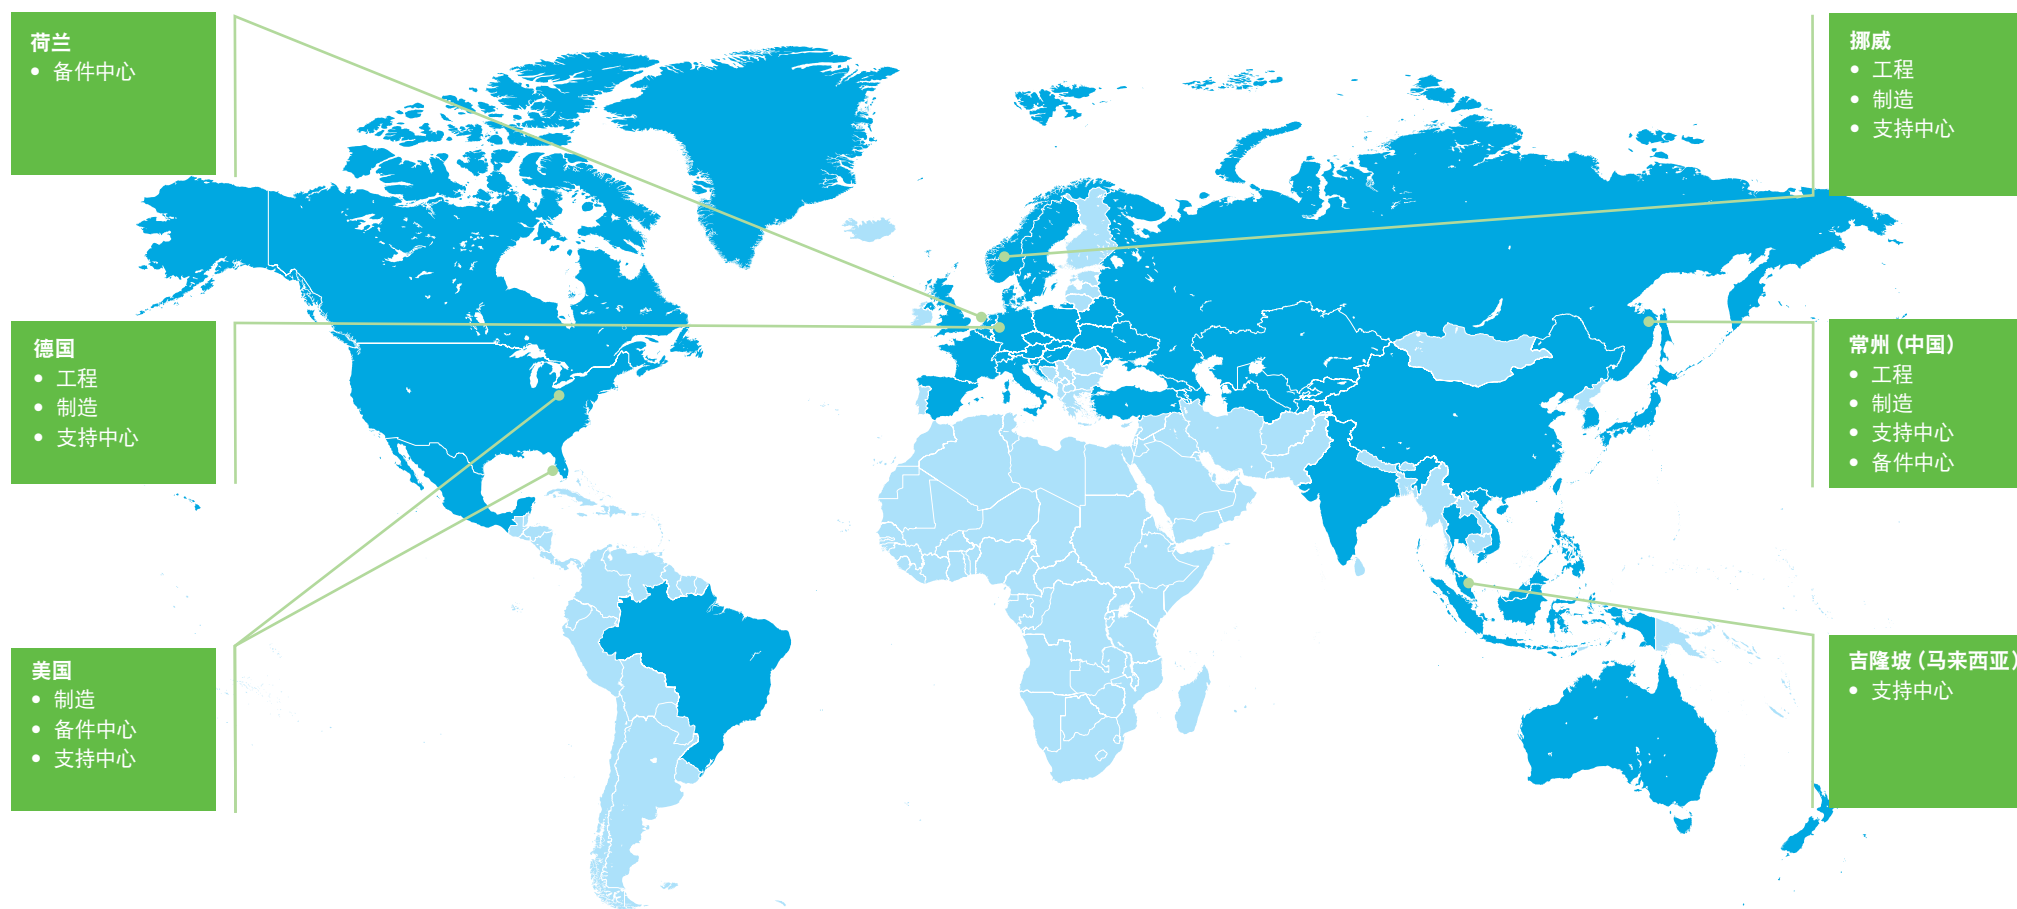 荷兰
• 备件中心
德国
• 工程
• 制造
• 支持中心
美国
• 制造
• 备件中心
• 支持中心
挪威
• 工程
• 制造
• 支持中心
常州（中国）
• 工程
• 制造
• 支持中心
• 备件中心
吉隆坡（马来西亚）
• 支持中心